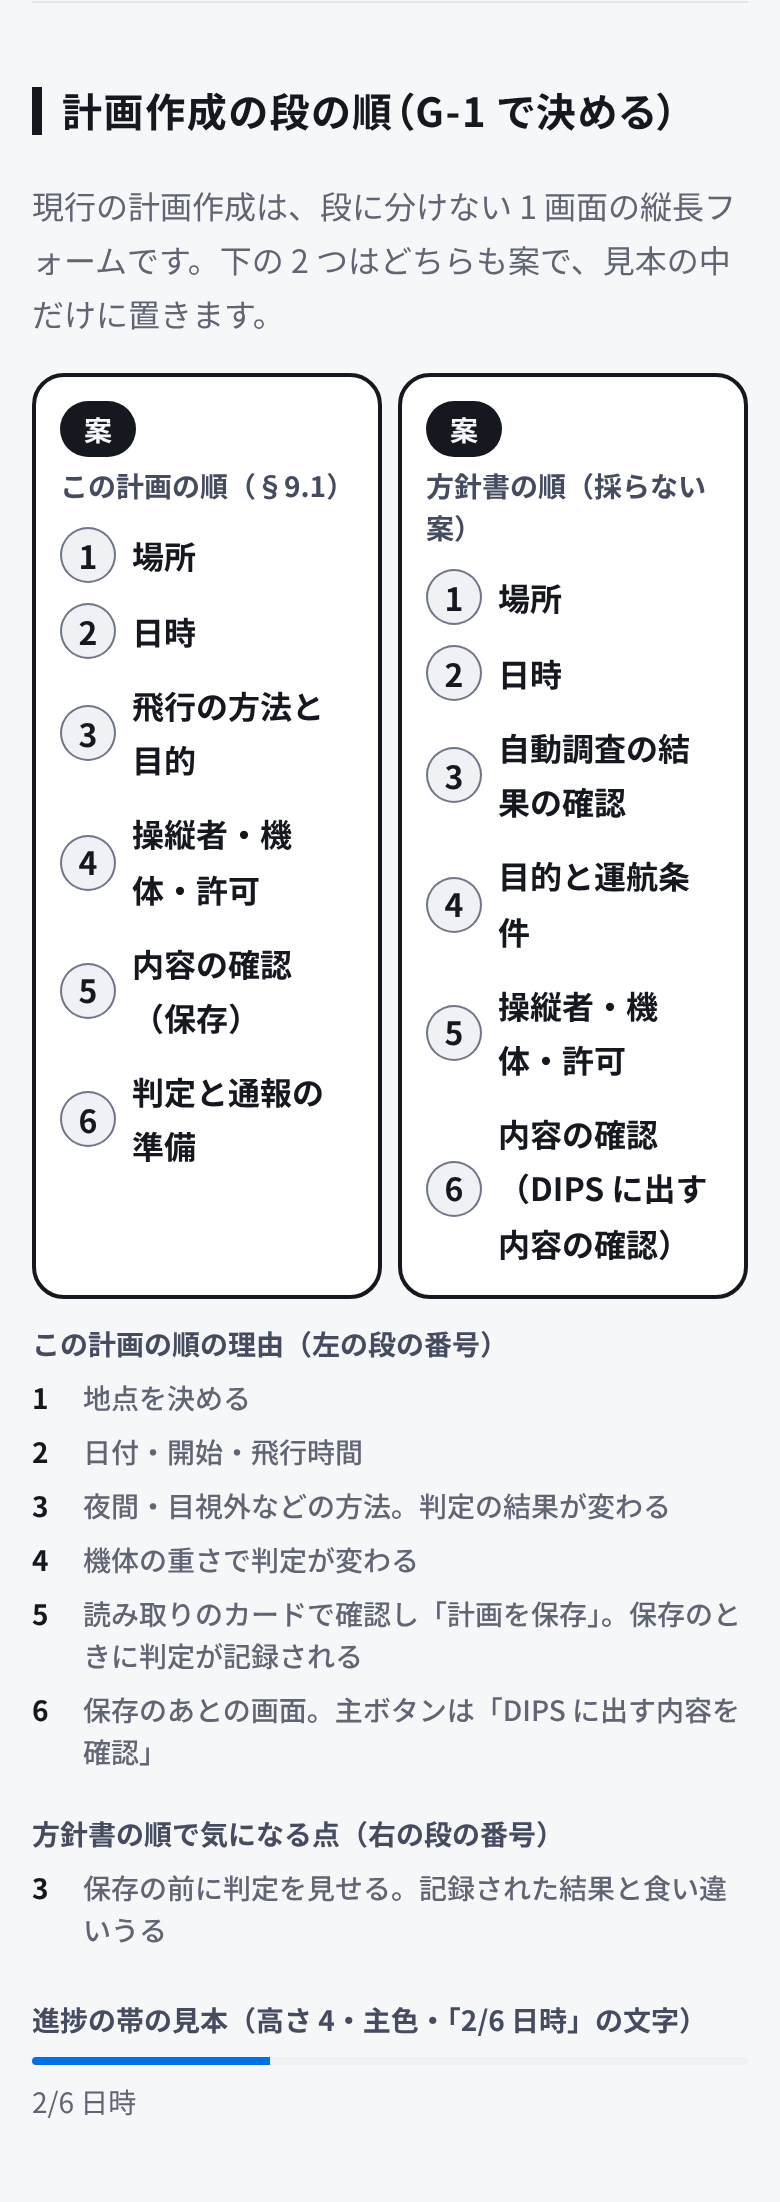 計画作成の段の順（G-1 で決める）
現行の計画作成は、段に分けない 1 画面の縦長フ
ォームです。下の 2 つはどちらも案で、見本の中
だけに置きます。
案
この計画の順（§9.1）
1 場所
2 日時
3 飛行の方法と
目的
4 操縦者・機
体・許可
5 内容の確認
（保存）
6 判定と通報の
準備
案
方針書の順（採らない
案）
1 場所
2 日時
3 自動調査の結
果の確認
4 目的と運航条
件
5 操縦者・機
体・許可
6 内容の確認
（DIPS に出す
内容の確認）
この計画の順の理由（左の段の番号）
1 地点を決める
2 日付・開始・飛行時間
3 夜間・目視外などの方法。判定の結果が変わる
4 機体の重さで判定が変わる
5 読み取りのカードで確認し「計画を保存」。保存のと
きに判定が記録される
6 保存のあとの画面。主ボタンは「DIPS に出す内容を
確認」
方針書の順で気になる点（右の段の番号）
3 保存の前に判定を見せる。記録された結果と食い違
いうる
進捗の帯の見本（高さ 4・主色・「2/6 日時」の文字）
2/6 日時